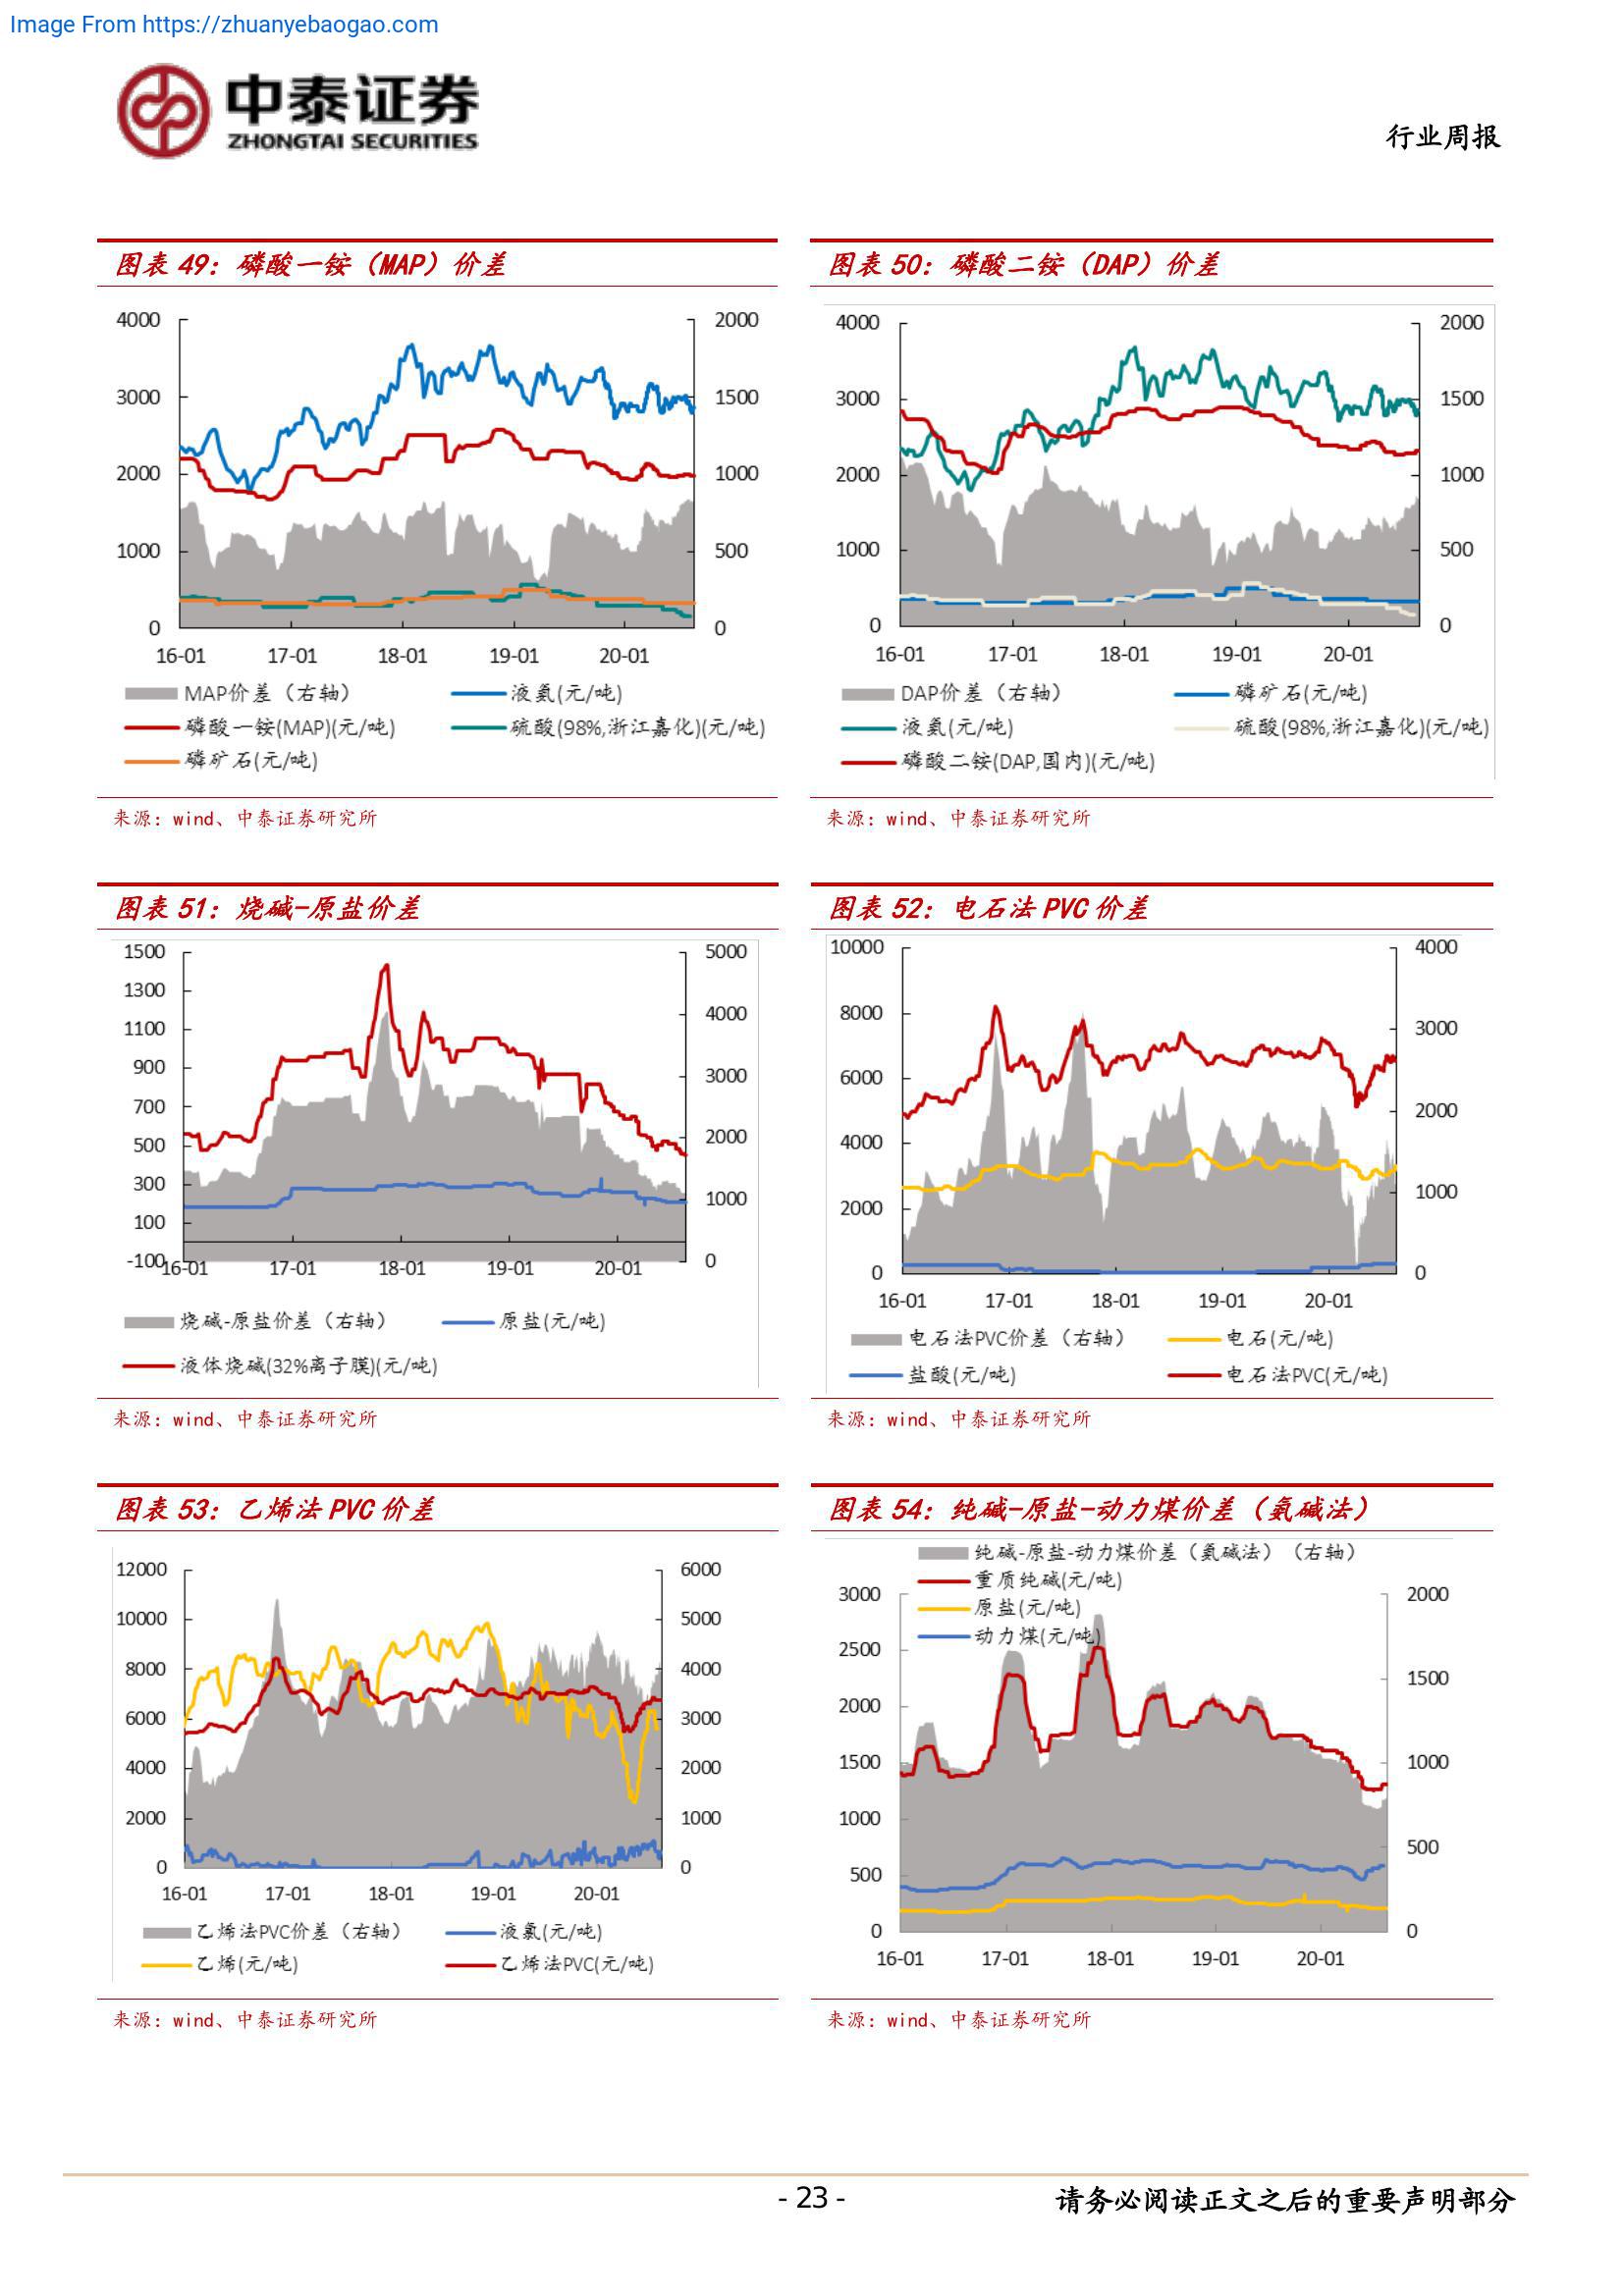 Image From https://zhuanyebaogao.com
中泰证券
ZHONGTAI SECURITIES
行业周报
图表 49：磷酸一铵（MAP）价差
4000
3000
2000
1000
0
2000
1500
1000
500
0
16-01 17-01 18-01 19-01 20-01
MAP价差（右轴） 液氨(元/吨)
磷酸一铵(MAP)(元/吨) 硫酸(98%,浙江嘉化)(元/吨)
磷矿石(元/吨)
来源：wind、中泰证券研究所
图表 50：磷酸二铵（DAP）价差
4000
3000
2000
1000
0
2000
1500
1000
500
0
16-01 17-01 18-01 19-01 20-01
DAP价差（右轴） 磷矿石(元/吨)
液氨(元/吨) 硫酸(98%,浙江嘉化)(元/吨)
磷酸二铵(DAP,国内)(元/吨)
来源：wind、中泰证券研究所
图表 51：烧碱-原盐价差
1500
1300
1100
900
700
500
300
100
-100
5000
4000
3000
2000
1000
0
16-01 17-01 18-01 19-01 20-01
烧碱-原盐价差（右轴） 原盐(元/吨)
液体烧碱(32%离子膜)(元/吨)
来源：wind、中泰证券研究所
图表 52：电石法 PVC 价差
10000
8000
6000
4000
2000
0
4000
3000
2000
1000
0
16-01 17-01 18-01 19-01 20-01
电石法PVC价差（右轴） 电石(元/吨)
盐酸(元/吨) 电石法PVC(元/吨)
来源：wind、中泰证券研究所
图表 53：乙烯法 PVC 价差
12000
10000
8000
6000
4000
2000
0
6000
5000
4000
3000
2000
1000
0
16-01 17-01 18-01 19-01 20-01
乙烯法PVC价差（右轴） 液氯(元/吨)
乙烯(元/吨) 乙烯法PVC(元/吨)
来源：wind、中泰证券研究所
图表 54：纯碱-原盐-动力煤价差（氨碱法）
纯碱-原盐-动力煤价差（氨碱法）（右轴）
重质纯碱(元/吨)
原盐(元/吨)
动力煤(元/吨)
3000
2500
2000
1500
1000
500
0
2000
1500
1000
500
0
16-01 17-01 18-01 19-01 20-01
来源：wind、中泰证券研究所
- 23 -
请务必阅读正文之后的重要声明部分